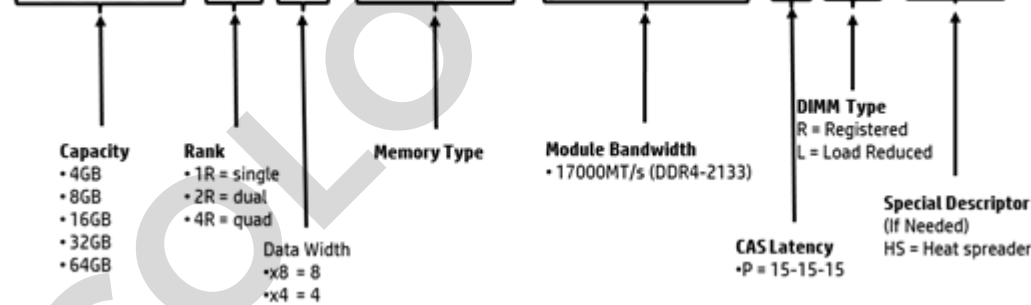 Capacity
• 4GB
• 8GB
• 16GB
• 32GB
• 64GB
Rank
• 1R = single
• 2R = dual
• 4R = quad
Data Width
•x8 = 8
•x4 = 4
Memory Type
Module Bandwidth
• 17000MT/s (DDR4-2133)
CAS Latency
•P = 15-15-15
DIMM Type
R = Registered
L = Load Reduced
Special Descriptor
(If Needed)
HS = Heat spreader
OLO